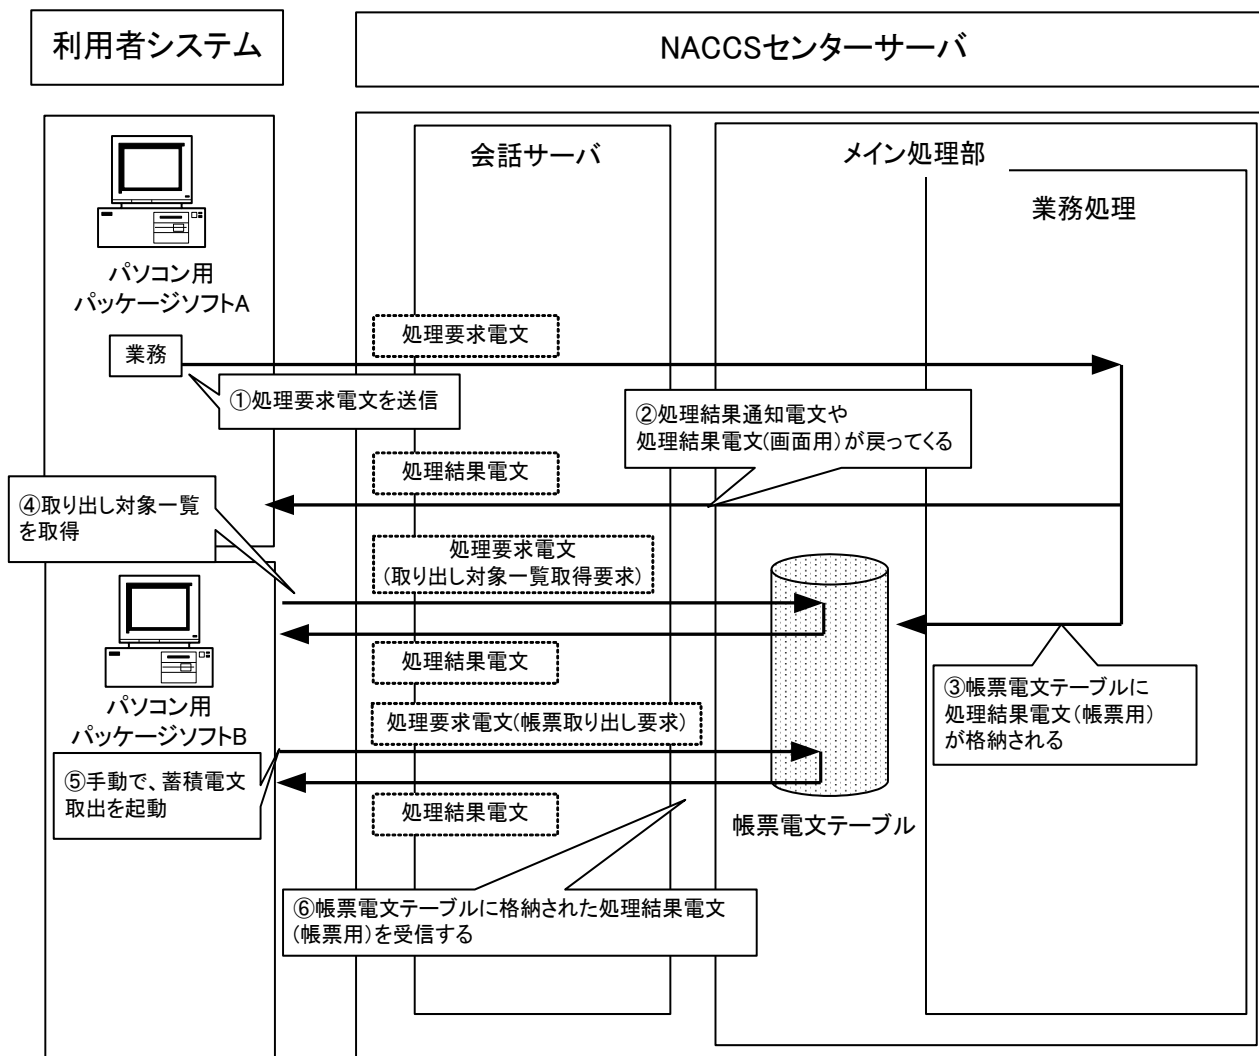 利用者システム
NACCSセンターサーバ
会話サーバ
メイン処理部
業務処理
パソコン用
パッケージソフトA
業務
処理要求電文
①処理要求電文を送信
②処理結果通知電文や
処理結果電文(画面用)が戻ってくる
処理結果電文
④取り出し対象一覧
を取得
処理要求電文
(取り出し対象一覧取得要求)
処理結果電文
パソコン用
パッケージソフトB
③帳票電文テーブルに
処理結果電文(帳票用)
が格納される
処理要求電文(帳票取り出し要求)
⑤手動で、蓄積電文
取出を起動
処理結果電文
帳票電文テーブル
⑥帳票電文テーブルに格納された処理結果電文
(帳票用)を受信する